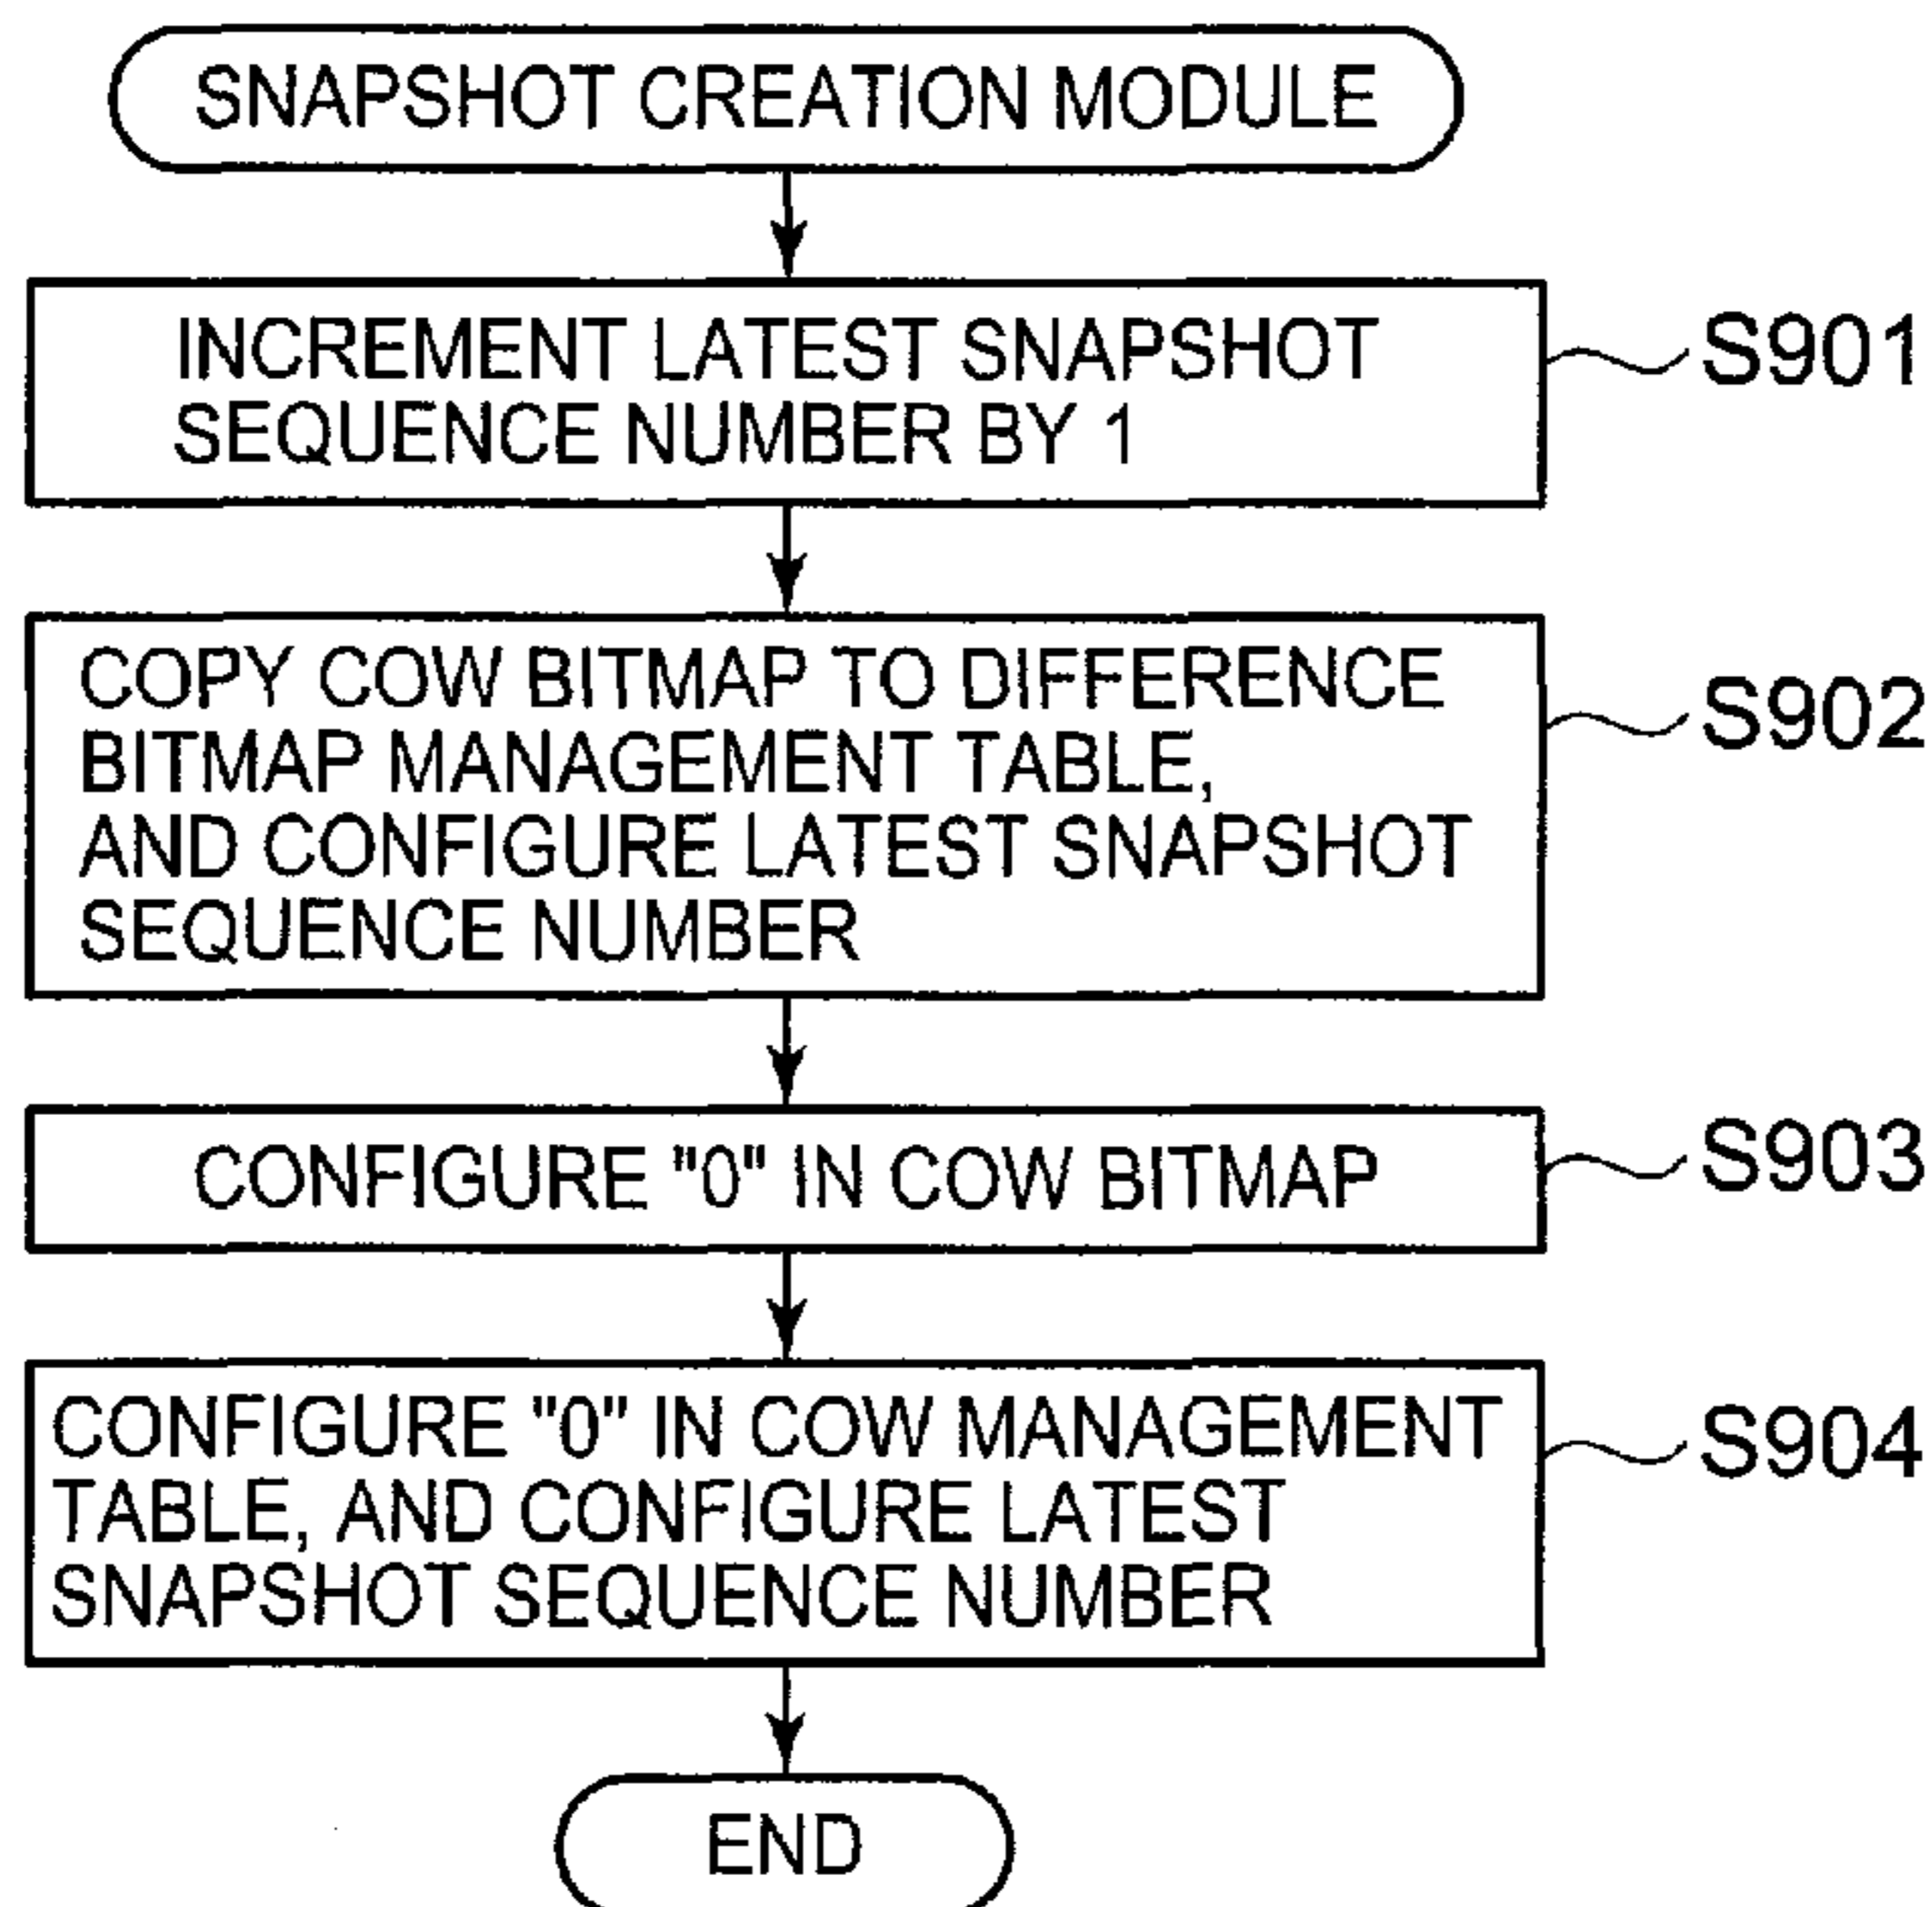 SNAPSHOT CREATION MODULE
INCREMENT LATEST SNAPSHOT
SEQUENCE NUMBER BY 1
S901
COPY COW BITMAP TO DIFFERENCE
BITMAP MANAGEMENT TABLE,
AND CONFIGURE LATEST SNAPSHOT
SEQUENCE NUMBER
S902
CONFIGURE "0" IN COW BITMAP
S903
CONFIGURE "0" IN COW MANAGEMENT
TABLE, AND CONFIGURE LATEST
SNAPSHOT SEQUENCE NUMBER
S904
END